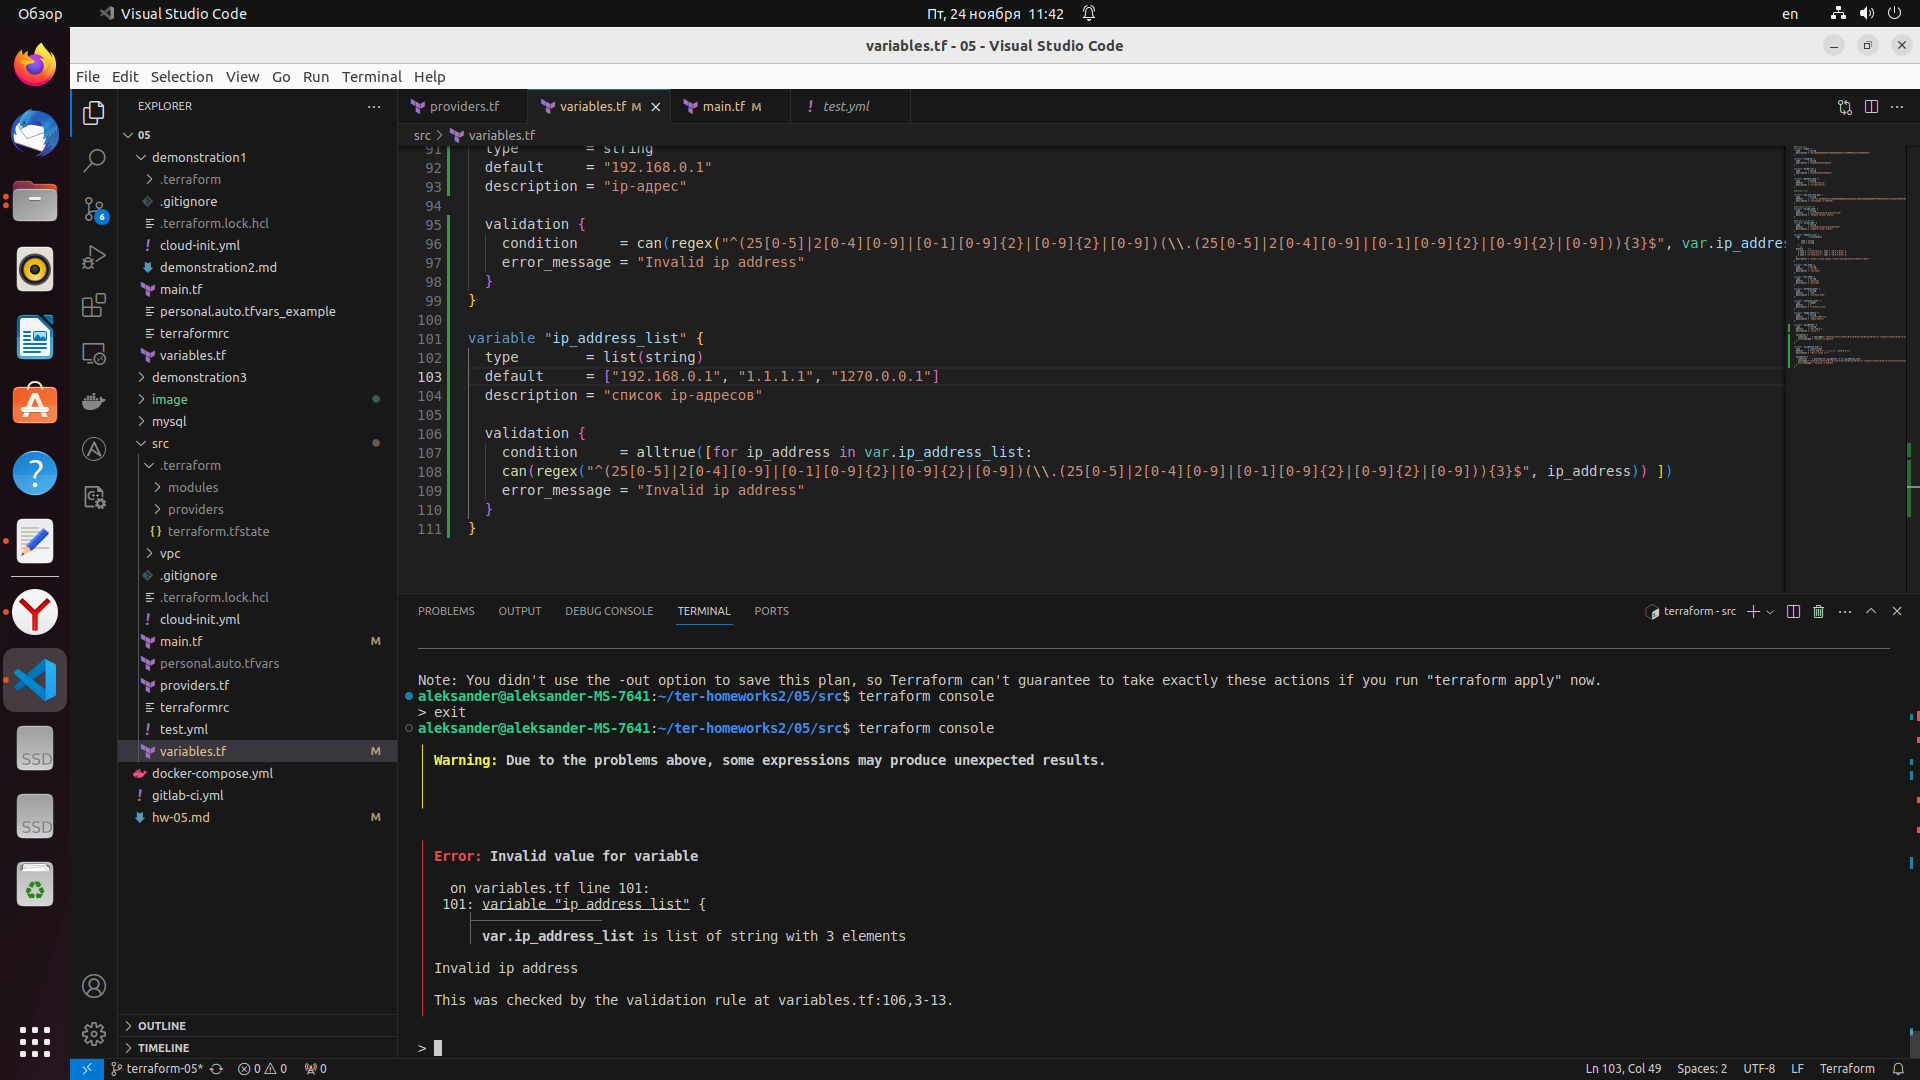 Обзор
Visual Studio Code
Пт, 24 ноября 11:42
en
variables.tf - 05 - Visual Studio Code
File Edit Selection View Go Run Terminal Help
EXPLORER
providers.tf
variables.tf M
main.tf M
test.yml
05
demonstration1
.terraform
.gitignore
.terraform.lock.hcl
cloud-init.yml
demonstration2.md
main.tf
personal.auto.tfvars_example
terraformrc
variables.tf
demonstration3
image
mysql
src
.terraform
modules
providers
terraform.tfstate
vpc
.gitignore
.terraform.lock.hcl
cloud-init.yml
main.tf M
personal.auto.tfvars
providers.tf
terraformrc
test.yml
variables.tf M
docker-compose.yml
gitlab-ci.yml
hw-05.md M
OUTLINE
TIMELINE
6
SSD
SSD
src > variables.tf
91 type = string
92 default = "192.168.0.1"
93 description = "ip-адрес"
94
95 validation {
96 condition = can(regex("^(25[0-5]|2[0-4][0-9]|[0-1][0-9]{2}|[0-9]{2}|[0-9])(\\.(25[0-5]|2[0-4][0-9]|[0-1][0-9]{2}|[0-9]{2}|[0-9])){3}$", var.ip_addre
97 error_message = "Invalid ip address"
98 }
99 }
100
101 variable "ip_address_list" {
102 type = list(string)
103 default = ["192.168.0.1", "1.1.1.1", "1270.0.0.1"]
104 description = "список ip-адресов"
105
106 validation {
107 condition = alltrue([for ip_address in var.ip_address_list:
108 can(regex("^(25[0-5]|2[0-4][0-9]|[0-1][0-9]{2}|[0-9]{2}|[0-9])(\\.(25[0-5]|2[0-4][0-9]|[0-1][0-9]{2}|[0-9]{2}|[0-9])){3}$", ip_address)) ])
109 error_message = "Invalid ip address"
110 }
111 }
PROBLEMS OUTPUT DEBUG CONSOLE TERMINAL PORTS
terraform - src
Note: You didn't use the -out option to save this plan, so Terraform can't guarantee to take exactly these actions if you run "terraform apply" now.
aleksander@aleksander-MS-7641:~/ter-homeworks2/05/src$ terraform console
> exit
aleksander@aleksander-MS-7641:~/ter-homeworks2/05/src$ terraform console
Warning: Due to the problems above, some expressions may produce unexpected results.
Error: Invalid value for variable
on variables.tf line 101:
101: variable "ip_address_list" {
var.ip_address_list is list of string with 3 elements
Invalid ip address
This was checked by the validation rule at variables.tf:106,3-13.
>
terraform-05* 0 0 0
Ln 103, Col 49 Spaces: 2 UTF-8 LF Terraform